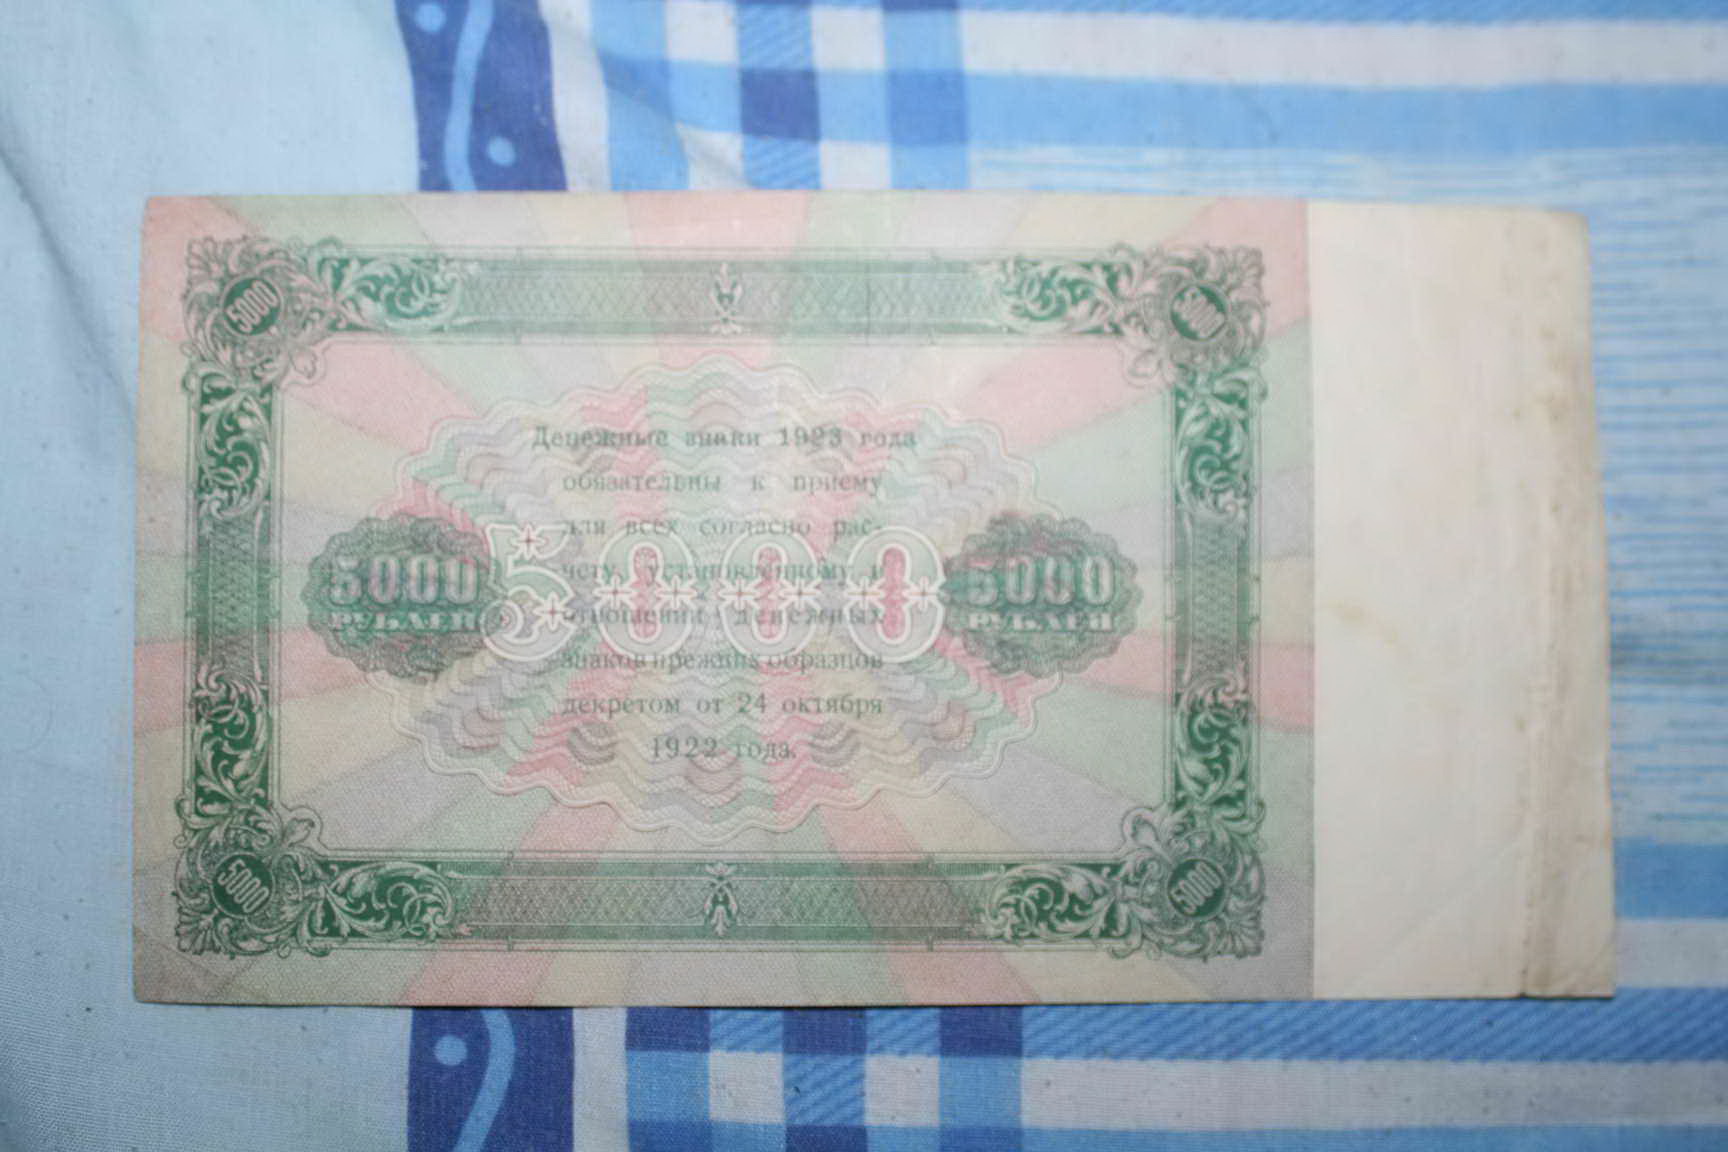 5000
5000
Денежные знаки 1923 года
обязательны к приему
для всех согласно рас-
чету, установленному в
5000 РУБЛЕЙ
5000
5000 РУБЛЕЙ
отношении денежных
знаков прежних образцов
декретом от 24 октября
1922 года.
5000
5000